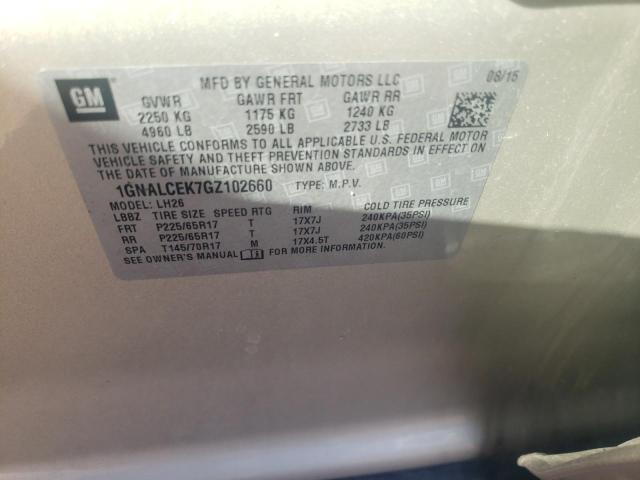 GM
MFD BY GENERAL MOTORS LLC 08/15
GVWR GAWR FRT GAWR RR
2250 KG 1175 KG 1240 KG
4960 LB 2590 LB 2733 LB
THIS VEHICLE CONFORMS TO ALL APPLICABLE U.S. FEDERAL MOTOR
VEHICLE SAFETY AND THEFT PREVENTION STANDARDS IN EFFECT ON
THE DATE OF MANUFACTURE SHOWN ABOVE.
1GNALCEK7GZ102660 TYPE: M.P.V.
MODEL: LH26
LBBZ TIRE SIZE SPEED RTG RIM COLD TIRE PRESSURE
FRT P225/65R17 T 17X7J 240KPA(35PSI)
RR P225/65R17 T 17X7J 240KPA(35PSI)
SPA T145/70R17 M 17X4.5T 420KPA(60PSI)
SEE OWNER'S MANUAL FOR MORE INFORMATION.